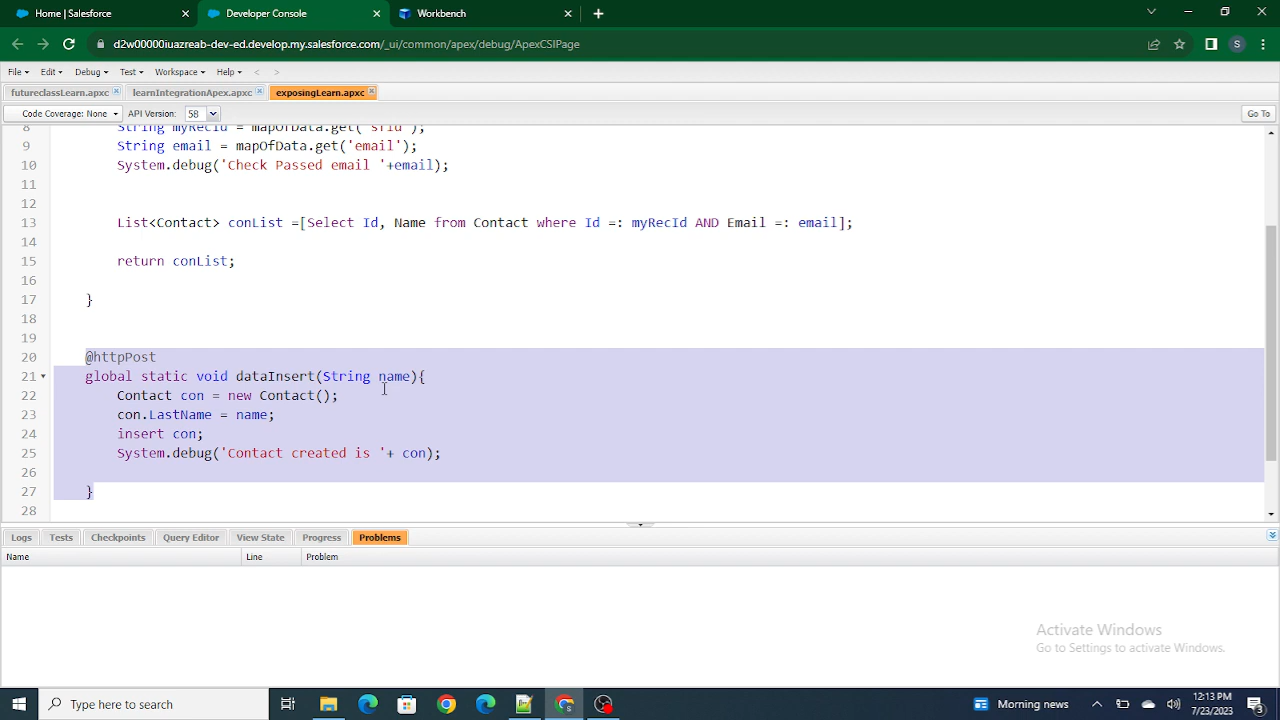 Home | Salesforce
Developer Console
Workbench
d2w00000iuazreab-dev-ed.develop.my.salesforce.com/_ui/common/apex/debug/ApexCSIPage
S
File Edit Debug Test Workspace Help < >
futureclassLearn.apxc
learnIntegrationApex.apxc
exposingLearn.apxc
Code Coverage: None API Version: 58 Go To
8 String myRecId = mapOfData.get('sfid');
9 String email = mapOfData.get('email');
10 System.debug('Check Passed email '+email);
11
12
13 List<Contact> conList =[Select Id, Name from Contact where Id =: myRecId AND Email =: email];
14
15 return conList;
16
17 }
18
19
20 @httpPost
21 global static void dataInsert(String name){
22 Contact con = new Contact();
23 con.LastName = name;
24 insert con;
25 System.debug('Contact created is '+ con);
26
27 }
28
Logs Tests Checkpoints Query Editor View State Progress Problems
Name Line Problem
Activate Windows
Go to Settings to activate Windows.
Type here to search
Morning news
12:13 PM
7/23/2023
3